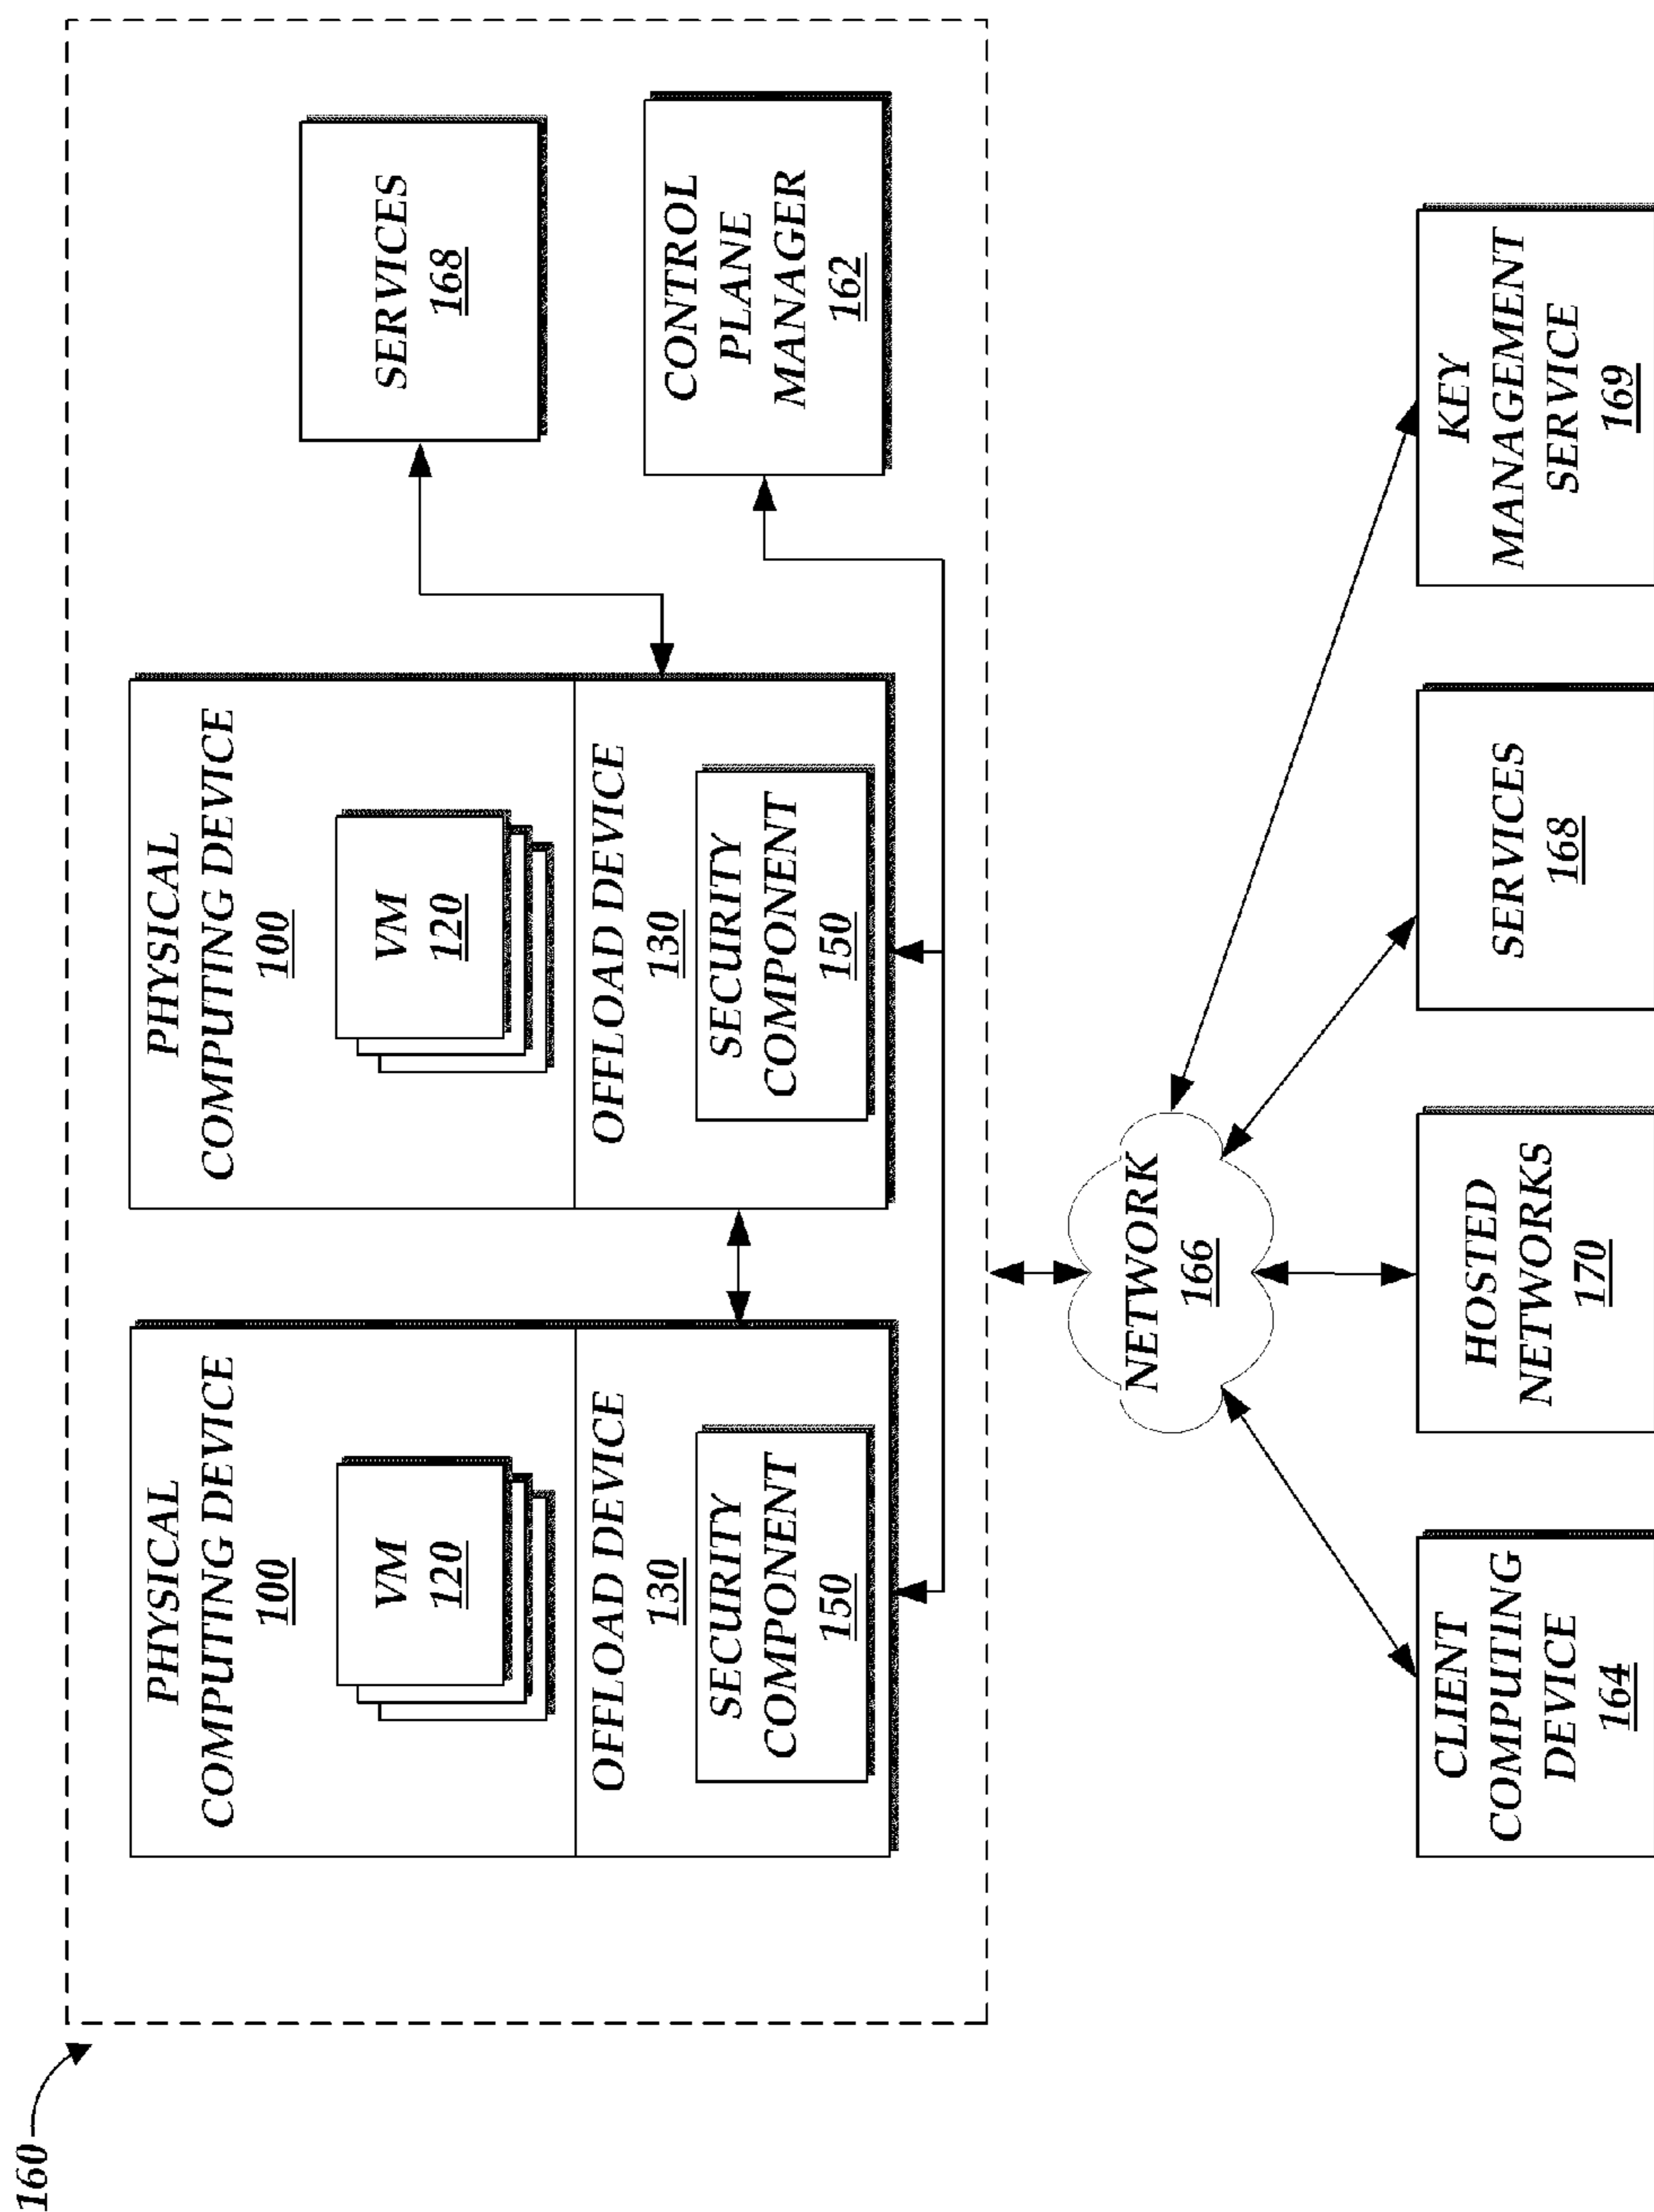 160
PHYSICAL
COMPUTING DEVICE
100
VM
120
OFFLOAD DEVICE
130
SECURITY
COMPONENT
150
PHYSICAL
COMPUTING DEVICE
100
VM
120
OFFLOAD DEVICE
130
SECURITY
COMPONENT
150
SERVICES
168
CONTROL
PLANE
MANAGER
162
NETWORK
166
CLIENT
COMPUTING
DEVICE
164
HOSTED
NETWORKS
170
SERVICES
168
KEY
MANAGEMENT
SERVICE
169